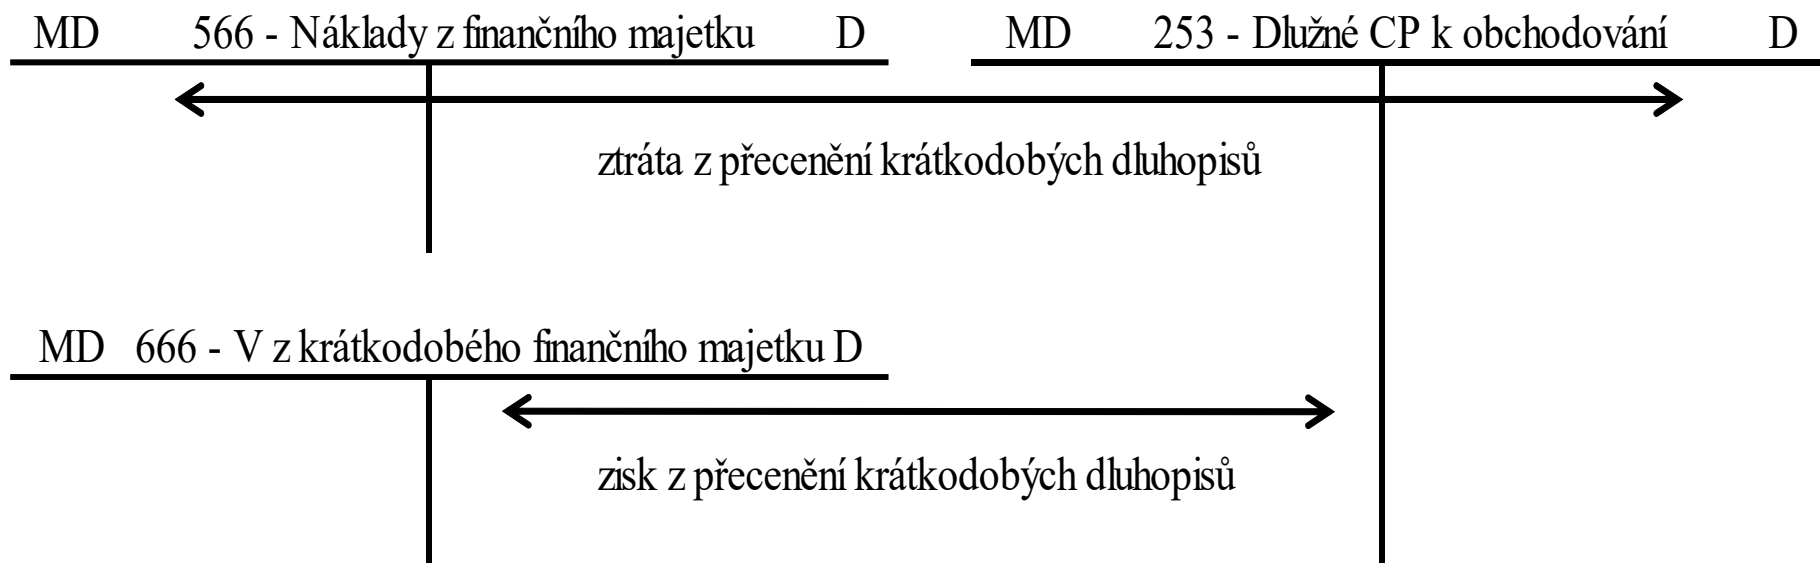 MD 566 - Náklady z finančního majetku D MD 253 - Dlužné CP k obchodování D
ztráta z přecenění krátkodobých dluhopisů
MD 666 - V z krátkodobého finančního majetku D
zisk z přecenění krátkodobých dluhopisů